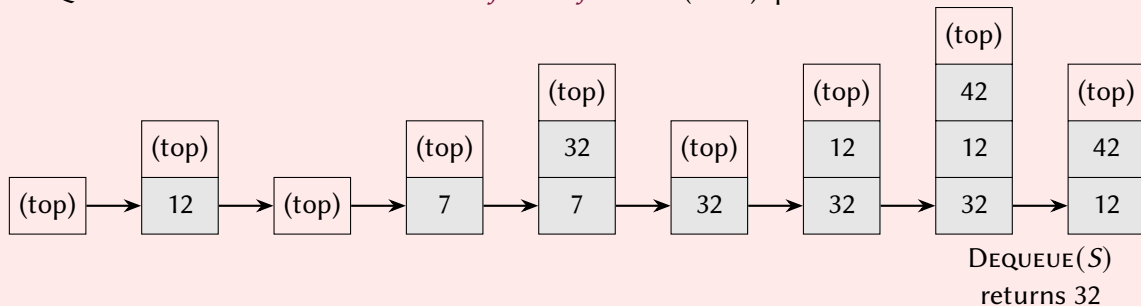 (top)
(top) (top) 42 (top)
(top) (top) 32 (top) 12 12 42
(top) 12 (top) 7 7 32 32 32 12
DEQUEUE(S)
returns 32